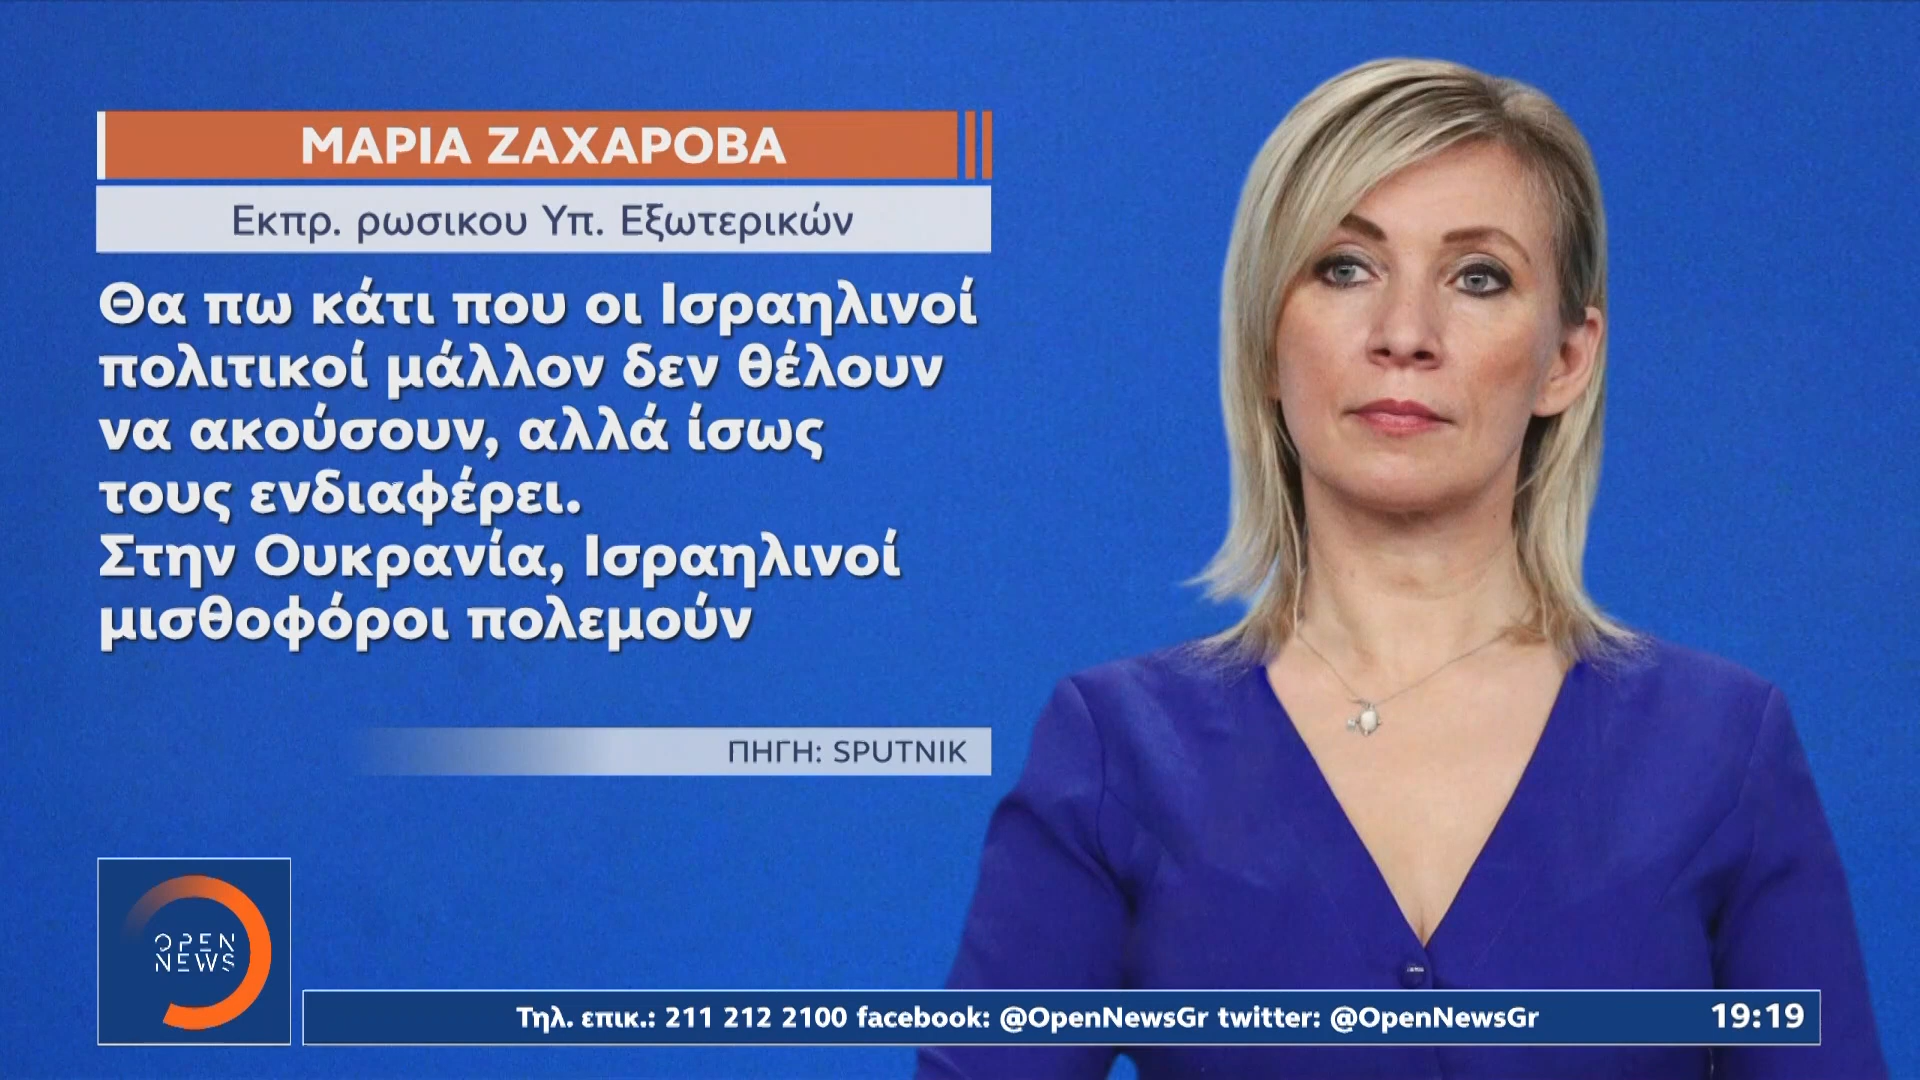 ΜΑΡΙΑ ΖΑΧΑΡΟΒΑ
Εκπρ. ρωσικου Υπ. Εξωτερικών
Θα πω κάτι που οι Ισραηλινοί
πολιτικοί μάλλον δεν θέλουν
να ακούσουν, αλλά ίσως
τους ενδιαφέρει.
Στην Ουκρανία, Ισραηλινοί
μισθοφόροι πολεμούν
ΠΗΓΗ: SPUTNIK
OPEN
NEWS
Τηλ. επικ.: 211 212 2100 facebook: @OpenNewsGr twitter: @OpenNewsGr
19:19